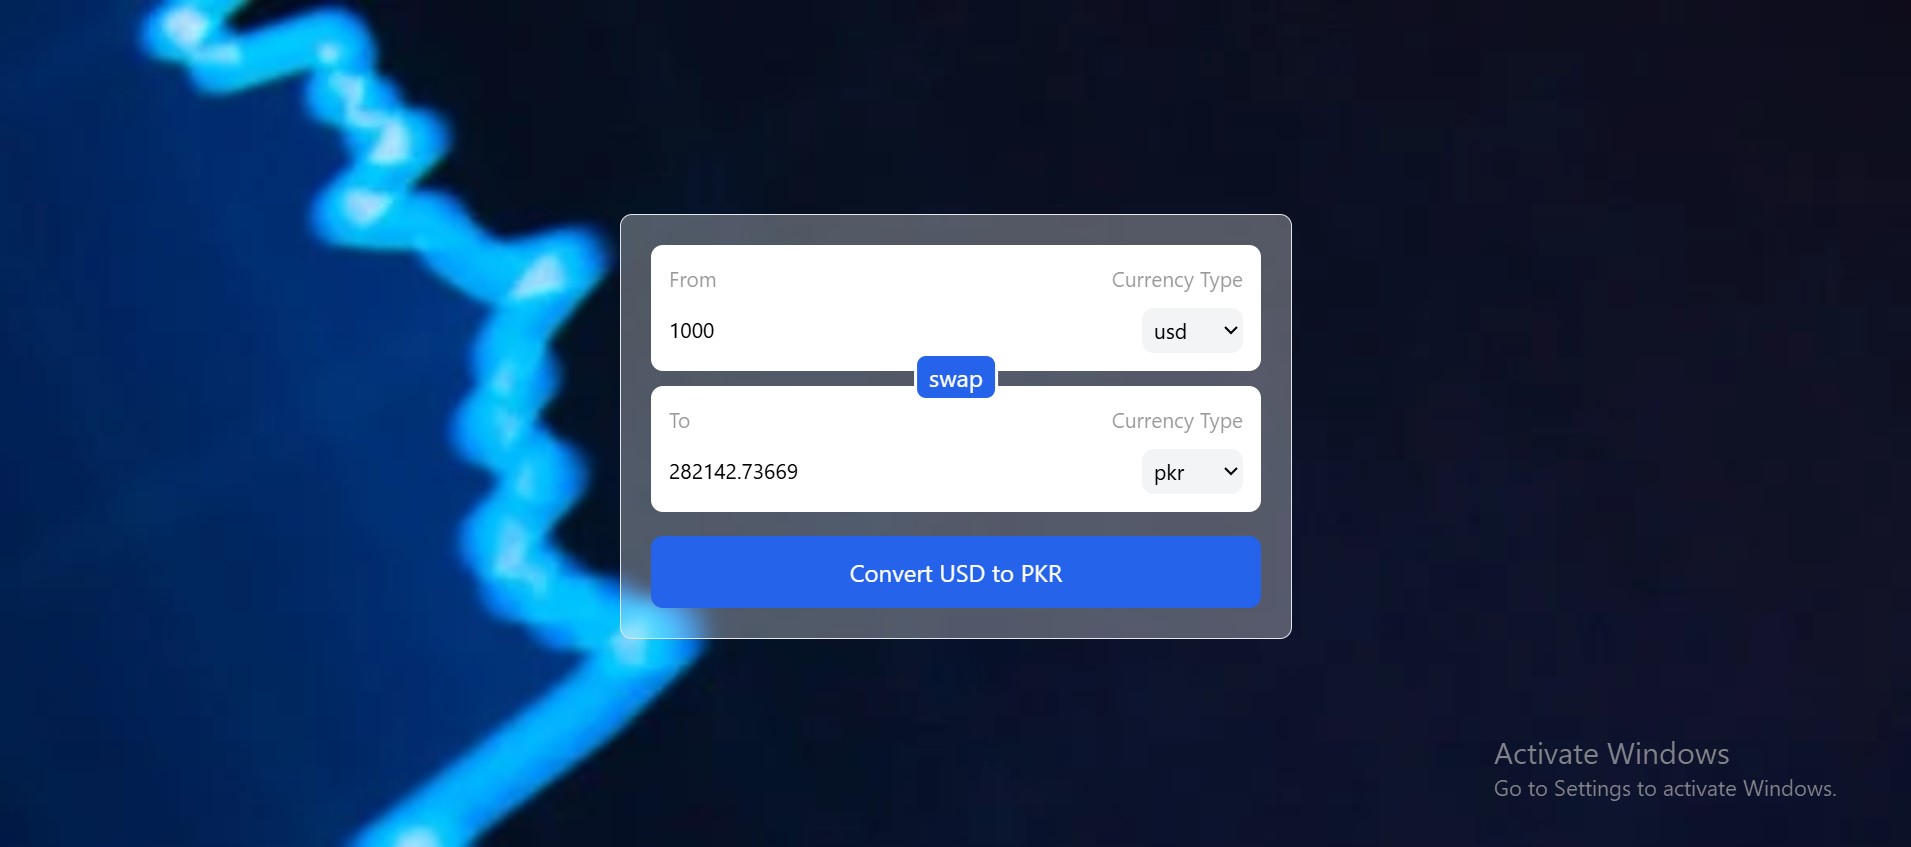 From Currency Type
1000 usd
swap
To Currency Type
282142.73669 pkr
Convert USD to PKR
Activate Windows
Go to Settings to activate Windows.